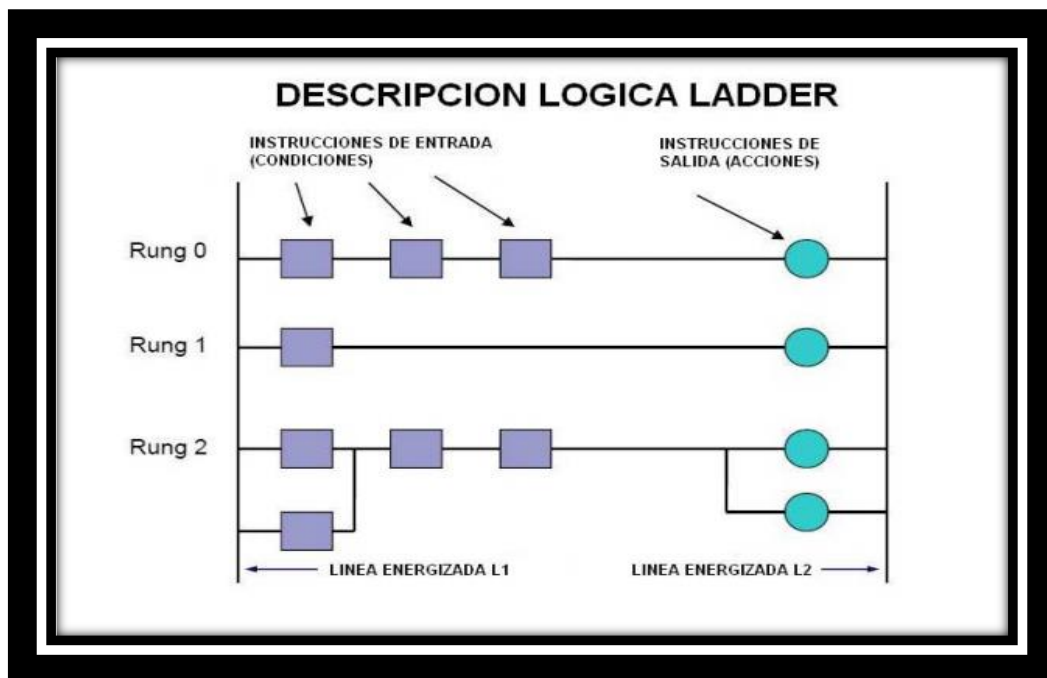 DESCRIPCION LOGICA LADDER
INSTRUCCIONES DE ENTRADA
(CONDICIONES)
INSTRUCCIONES DE
SALIDA (ACCIONES)
Rung 0
Rung 1
Rung 2
LINEA ENERGIZADA L1
LINEA ENERGIZADA L2